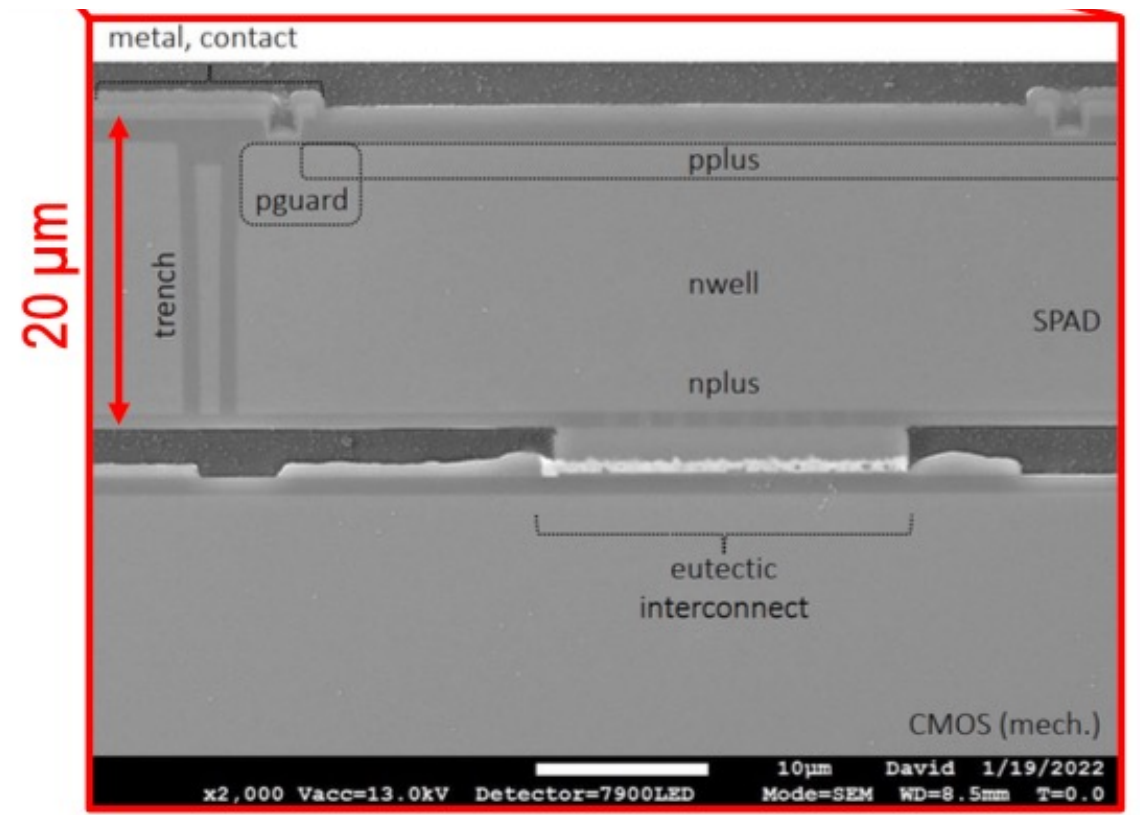 metal, contact
pplus
pguard
20 µm
trench
nwell
SPAD
nplus
eutectic
interconnect
CMOS (mech.)
10µm David 1/19/2022
x2,000 Vacc=13.0kV Detector=7900LED Mode=SEM WD=8.5mm T=0.0